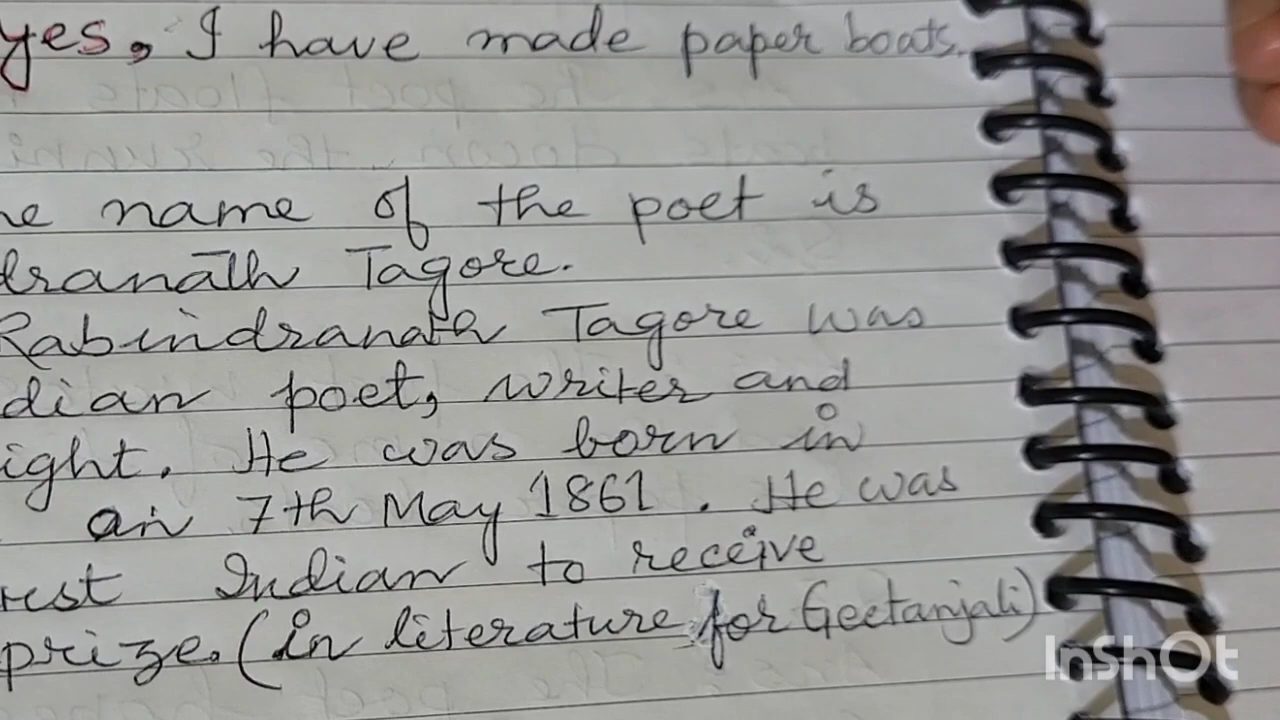 yes, I have made paper boats.
he name of the poet is
dranath Tagore.
Rabindranath Tagore was
dian poet, writer and
ight. He was born in
an 7th May 1861. He was
rst Indian to receive
prize. (in literature for Geetanjali)
InShOt